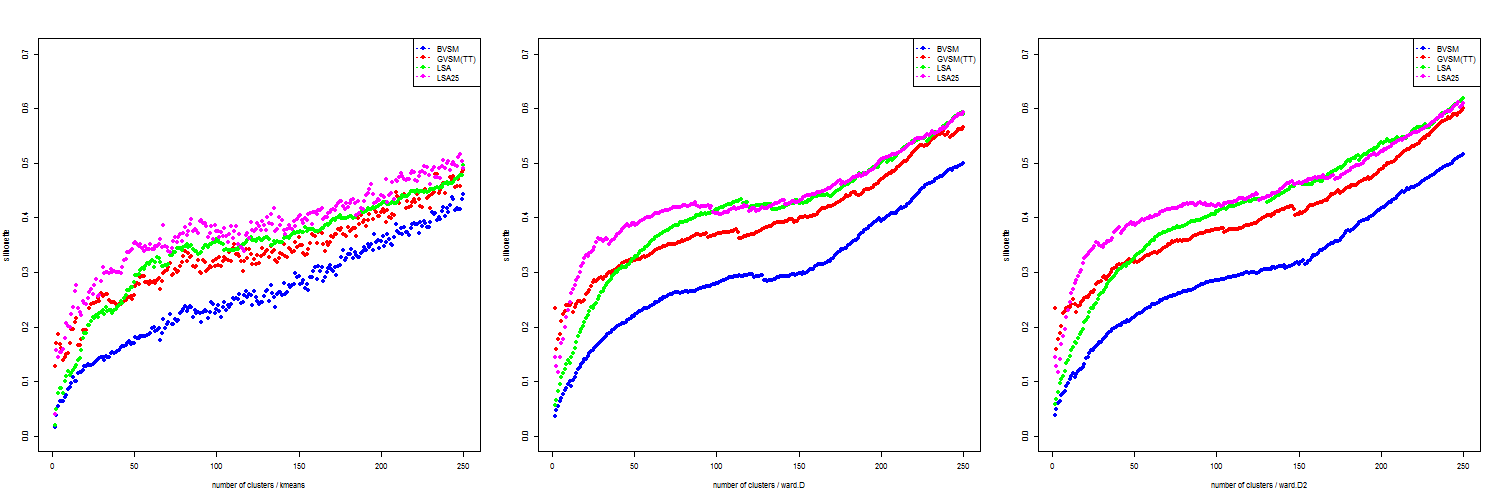 0.7
0.6
0.5
0.4
0.3
0.2
0.1
0.0
silhouette
0 50 100 150 200 250
number of clusters / kmeans
BVSM
GVSM(TT)
LSA
LSA25
0.7
0.6
0.5
0.4
0.3
0.2
0.1
0.0
silhouette
0 50 100 150 200 250
number of clusters / ward.D
BVSM
GVSM(TT)
LSA
LSA25
0.7
0.6
0.5
0.4
0.3
0.2
0.1
0.0
silhouette
0 50 100 150 200 250
number of clusters / ward.D2
BVSM
GVSM(TT)
LSA
LSA25